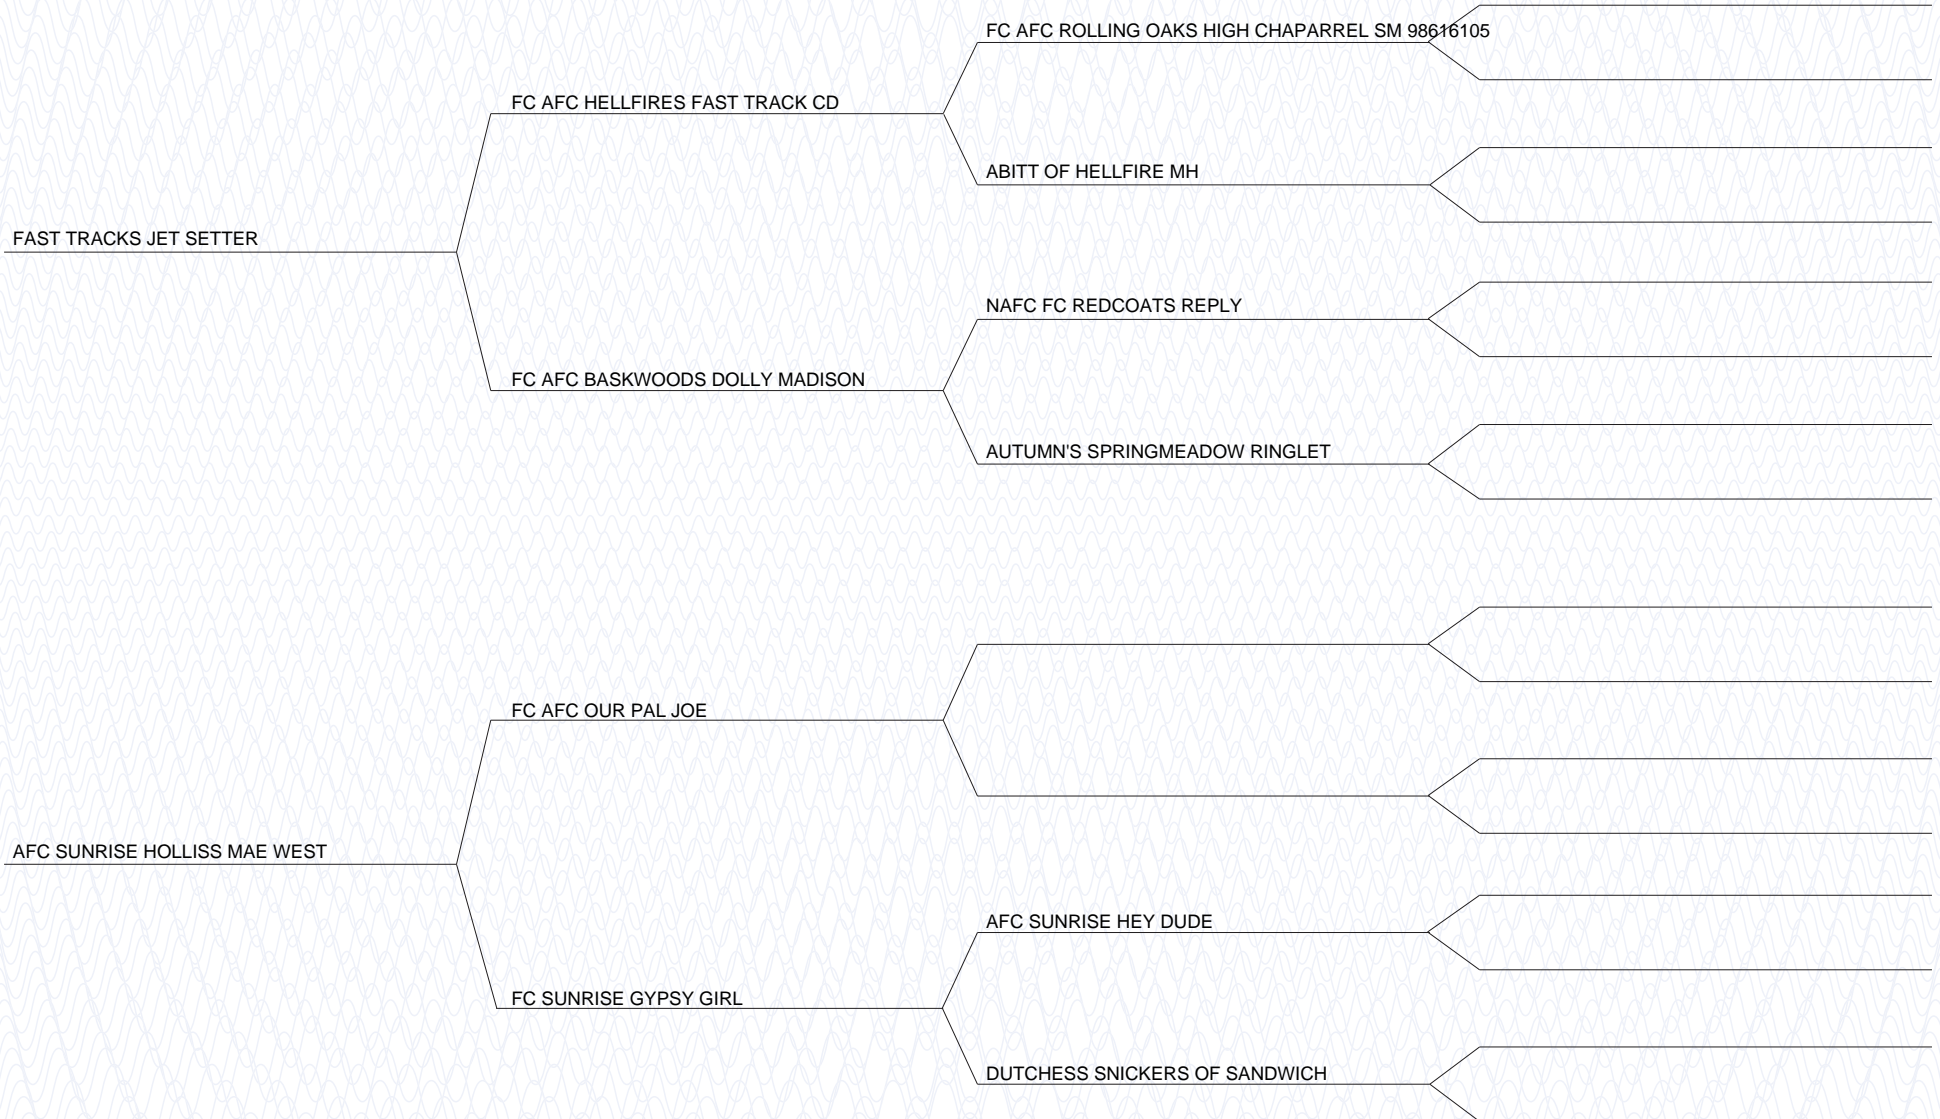 FC AFC ROLLING OAKS HIGH CHAPARREL SM 98616105
FC AFC HELLFIRES FAST TRACK CD
ABITT OF HELLFIRE MH
FAST TRACKS JET SETTER
NAFC FC REDCOATS REPLY
FC AFC BASKWOODS DOLLY MADISON
AUTUMN'S SPRINGMEADOW RINGLET
FC AFC OUR PAL JOE
AFC SUNRISE HOLLISS MAE WEST
AFC SUNRISE HEY DUDE
FC SUNRISE GYPSY GIRL
DUTCHESS SNICKERS OF SANDWICH